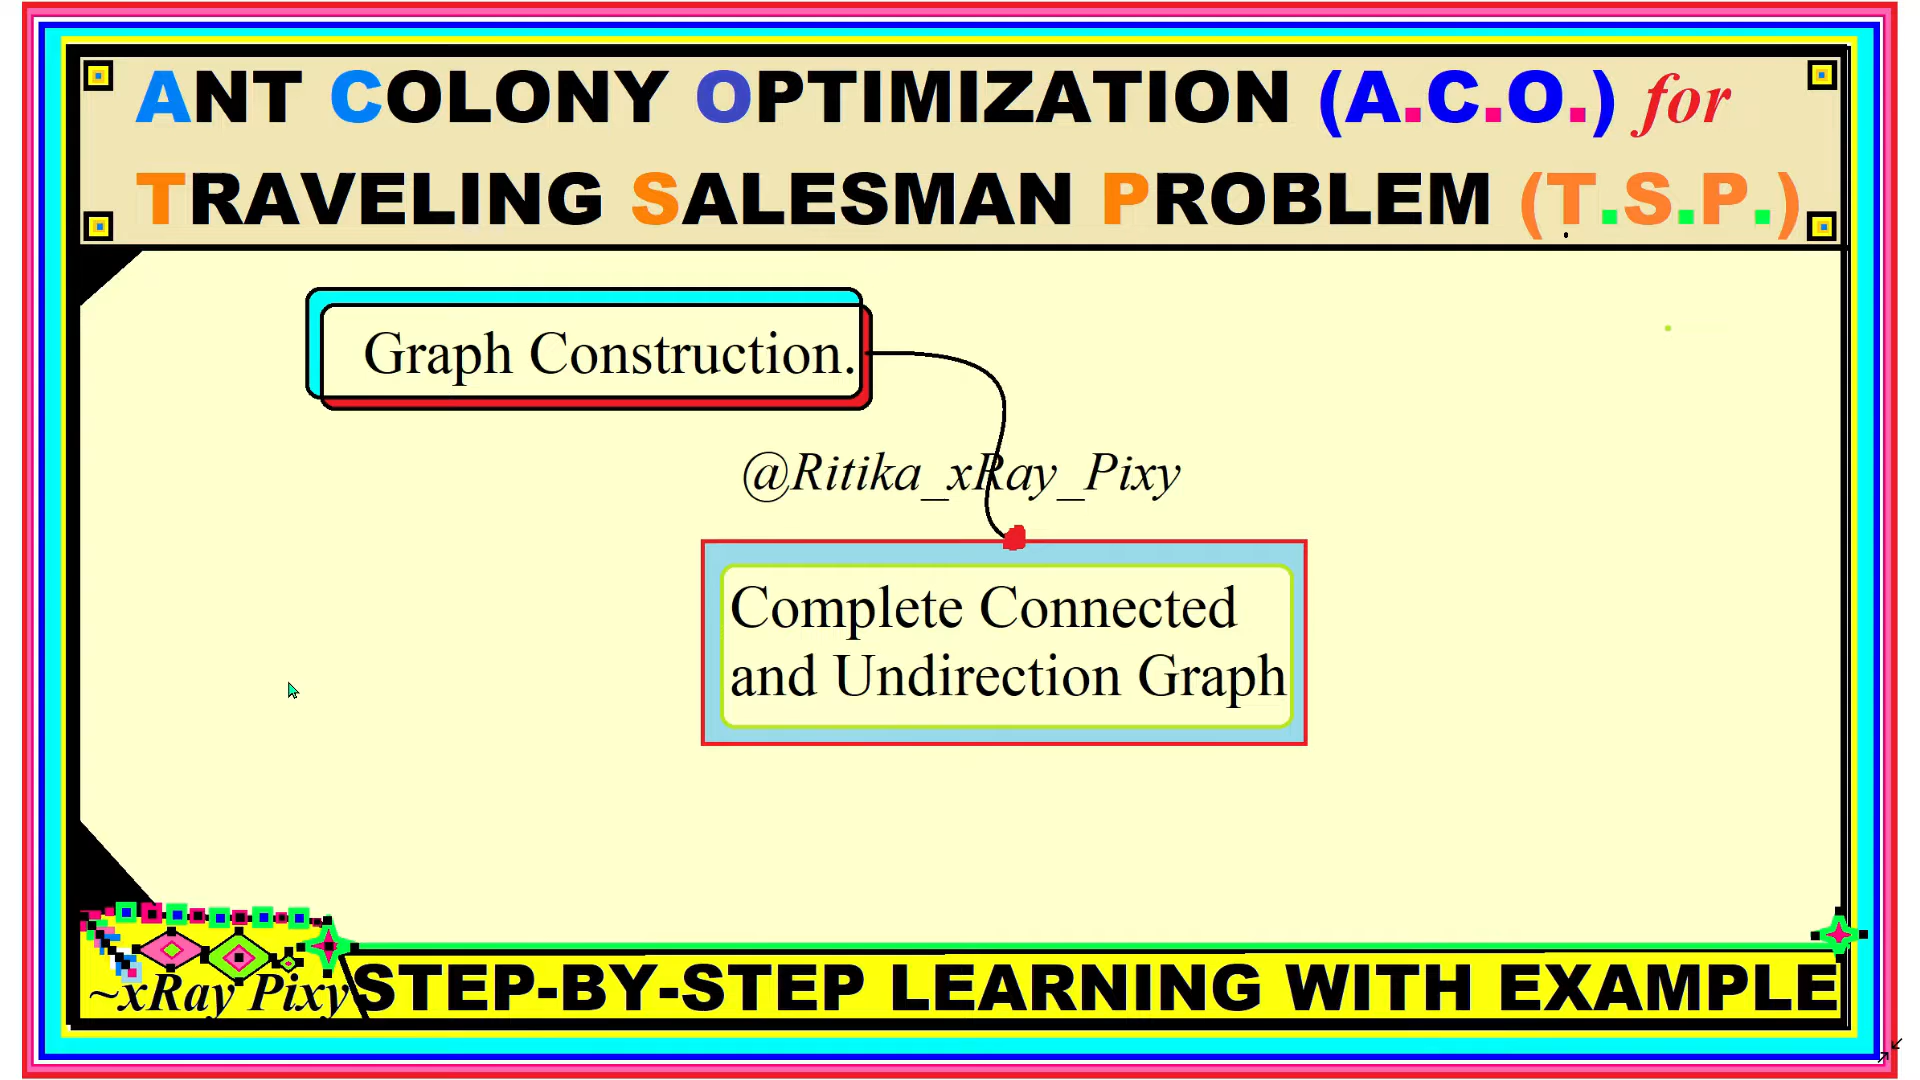 ANT COLONY OPTIMIZATION (A.C.O.) for
TRAVELING SALESMAN PROBLEM (T.S.P.)
Graph Construction.
@Ritika_xRay_Pixy
Complete Connected
and Undirection Graph
~xRay Pixy
STEP-BY-STEP LEARNING WITH EXAMPLE